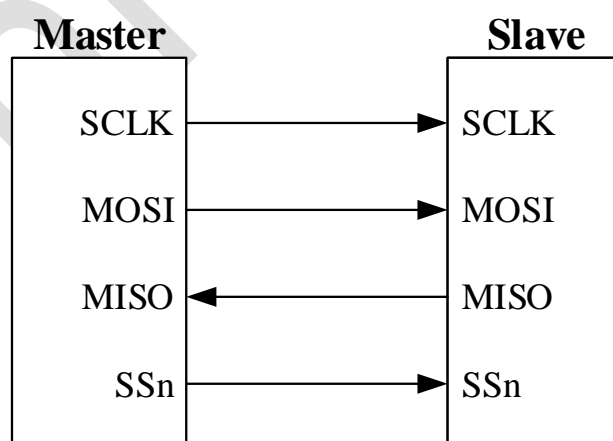 Master Slave
SCLK SCLK
MOSI MOSI
MISO MISO
SSn SSn